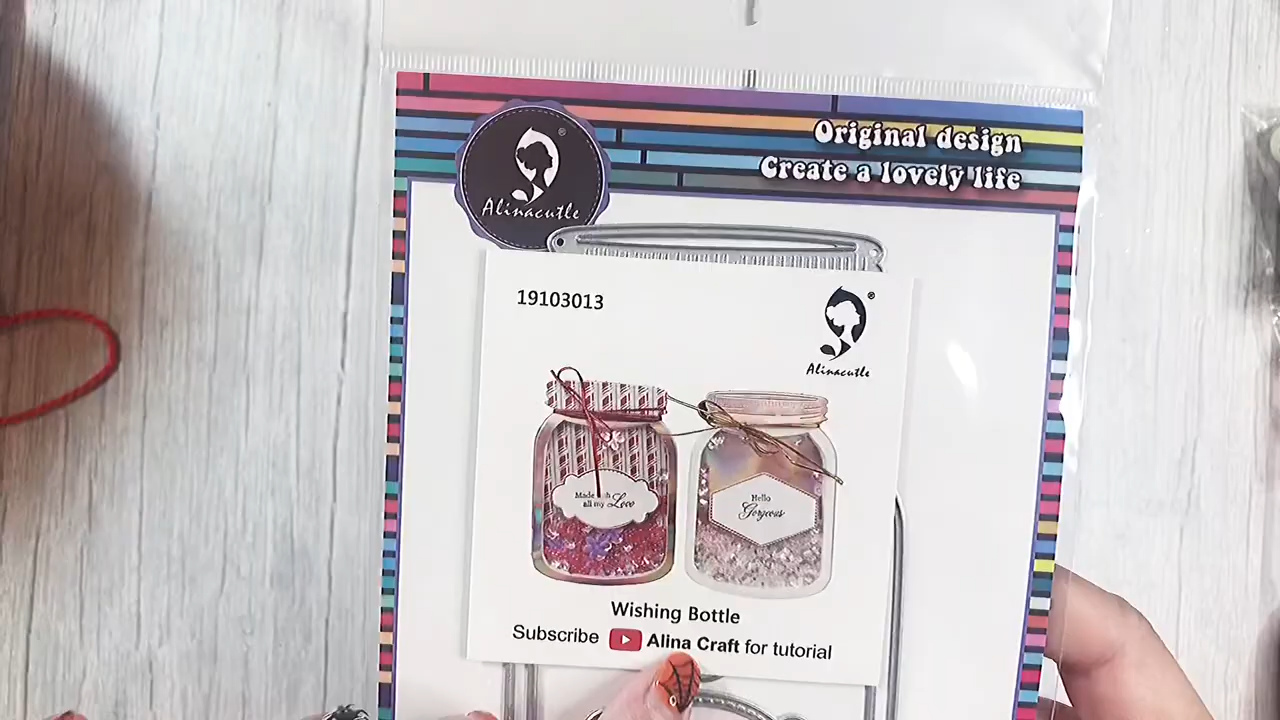 Original design
Create a lovely life
®
Alinacutle
19103013
®
Alinacutle
Made
all my Love
Hello
Gorgeous
Wishing Bottle
Subscribe Alina Craft for tutorial